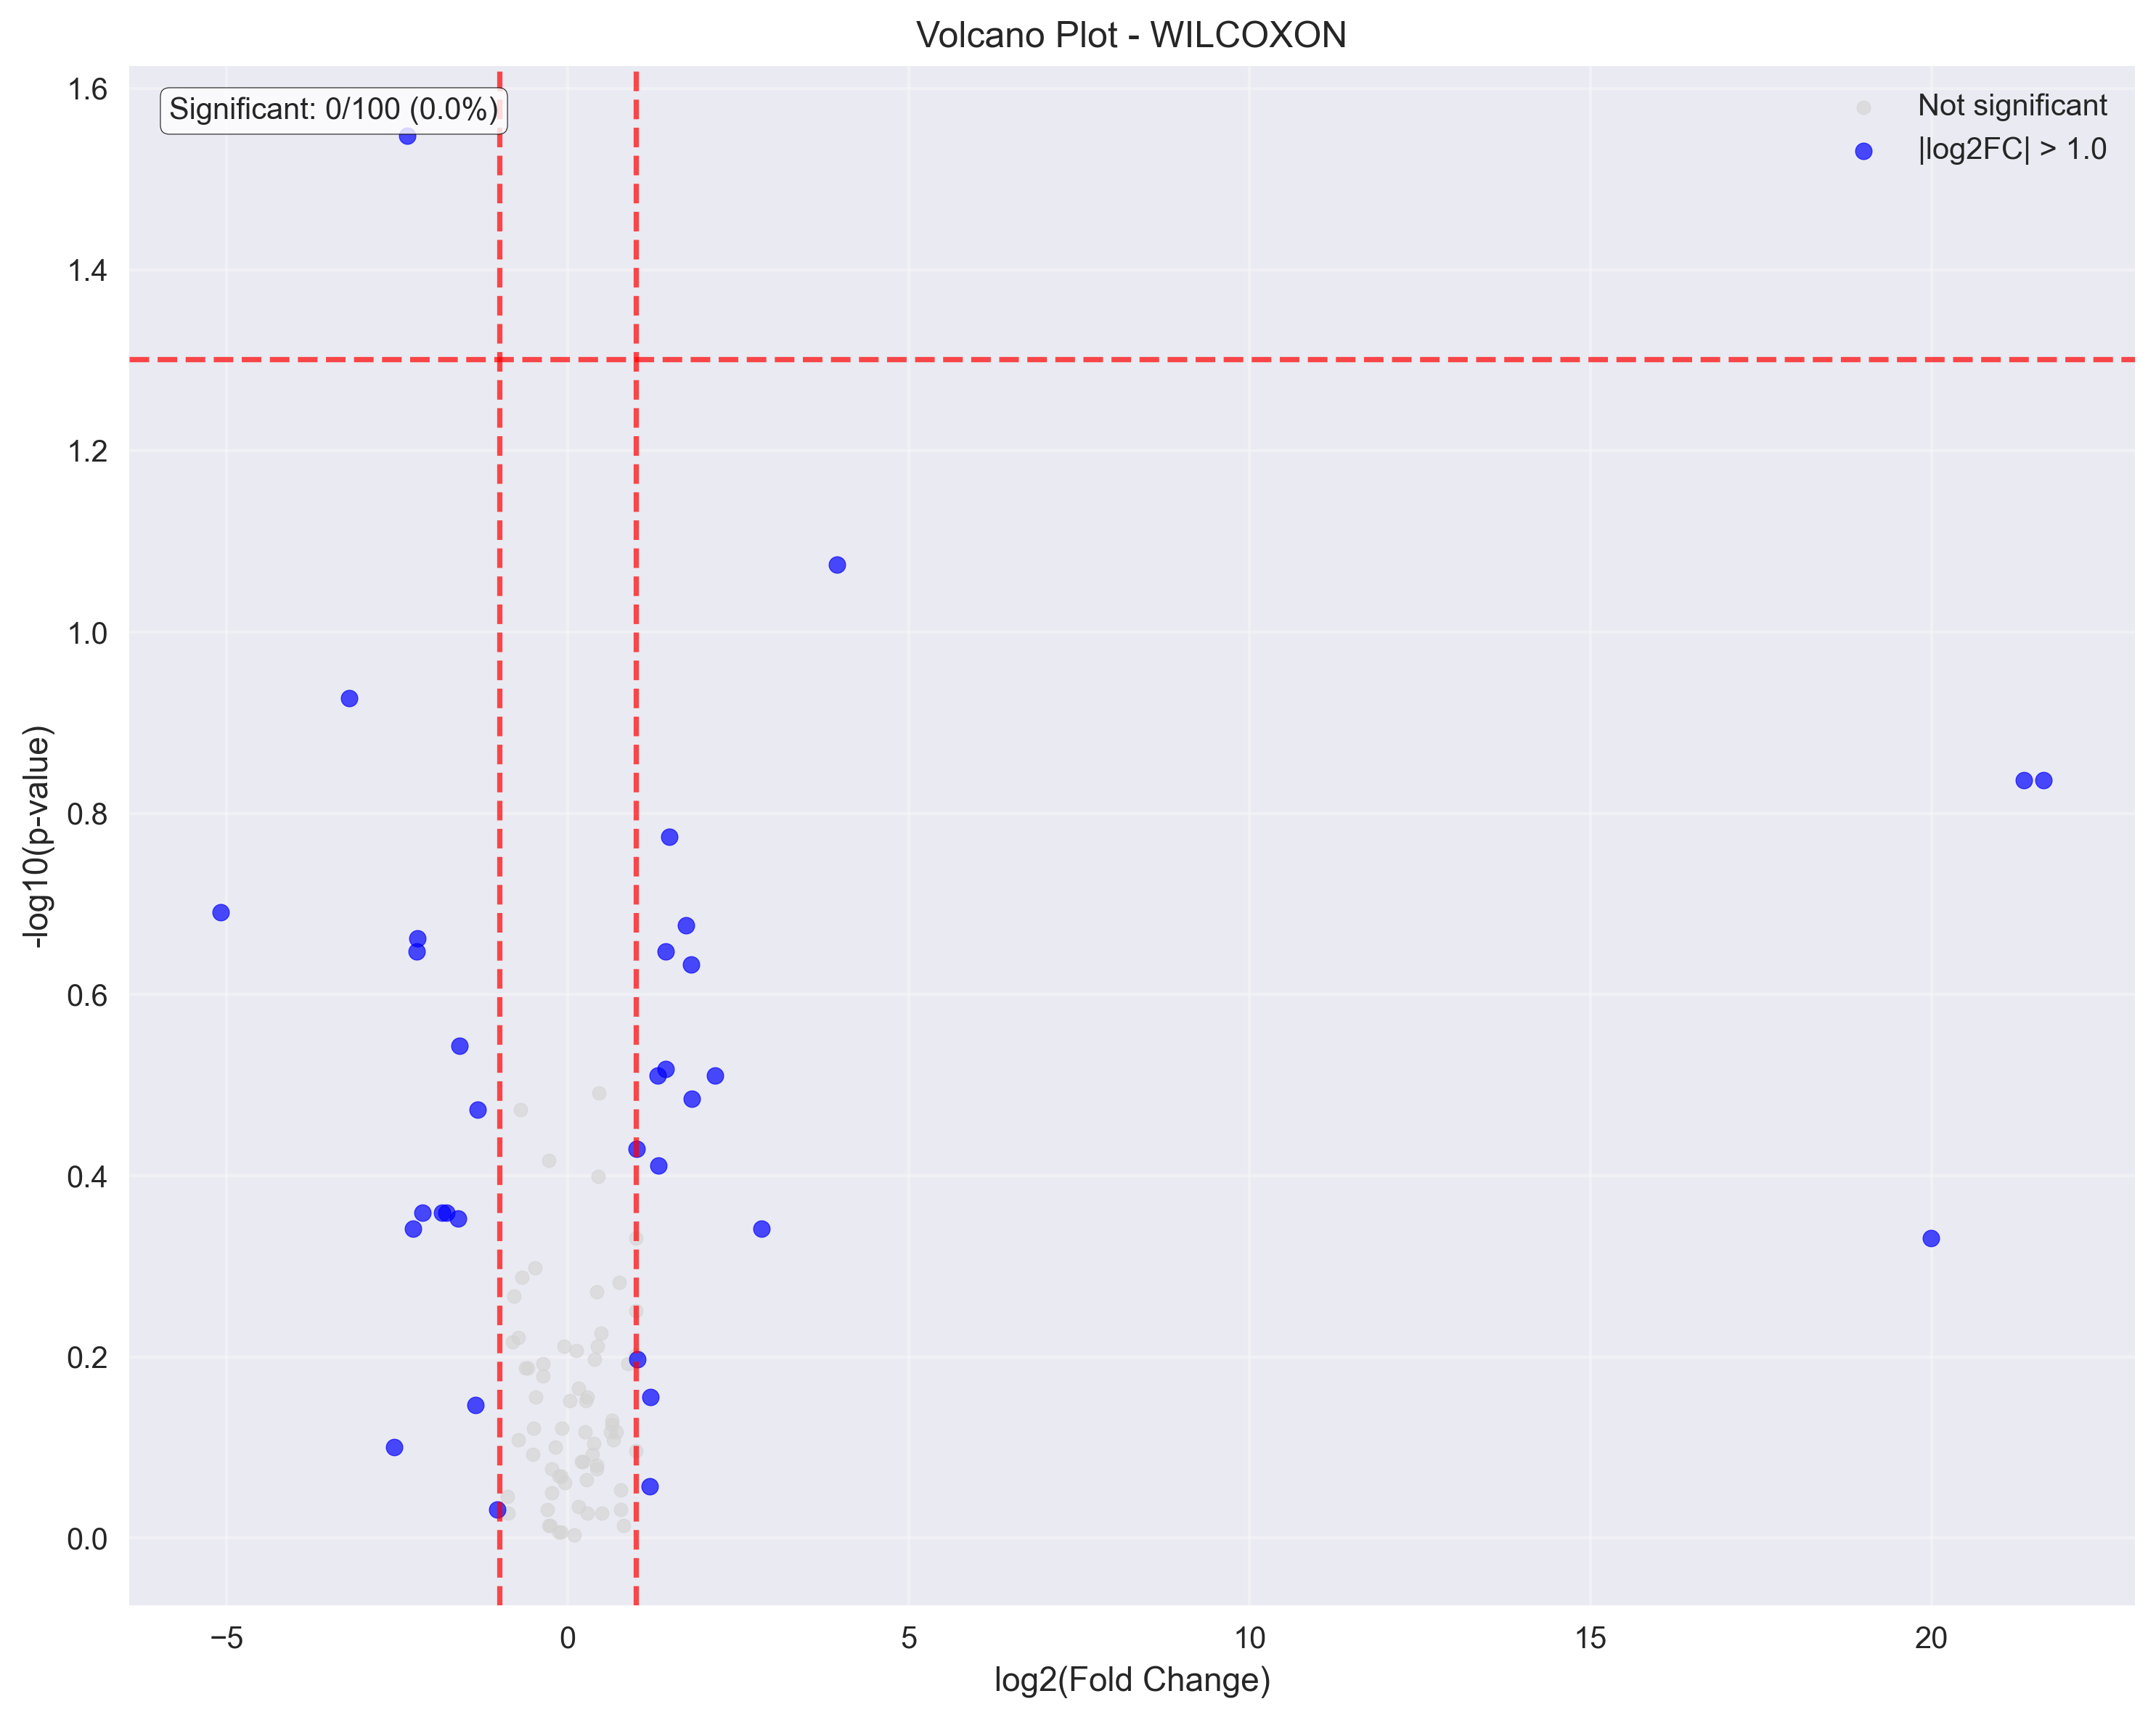 Volcano Plot - WILCOXON
Significant: 0/100 (0.0%)
Not significant
|log2FC| > 1.0
1.6
1.4
1.2
1.0
0.8
0.6
0.4
0.2
0.0
-log10(p-value)
−5 0 5 10 15 20
log2(Fold Change)